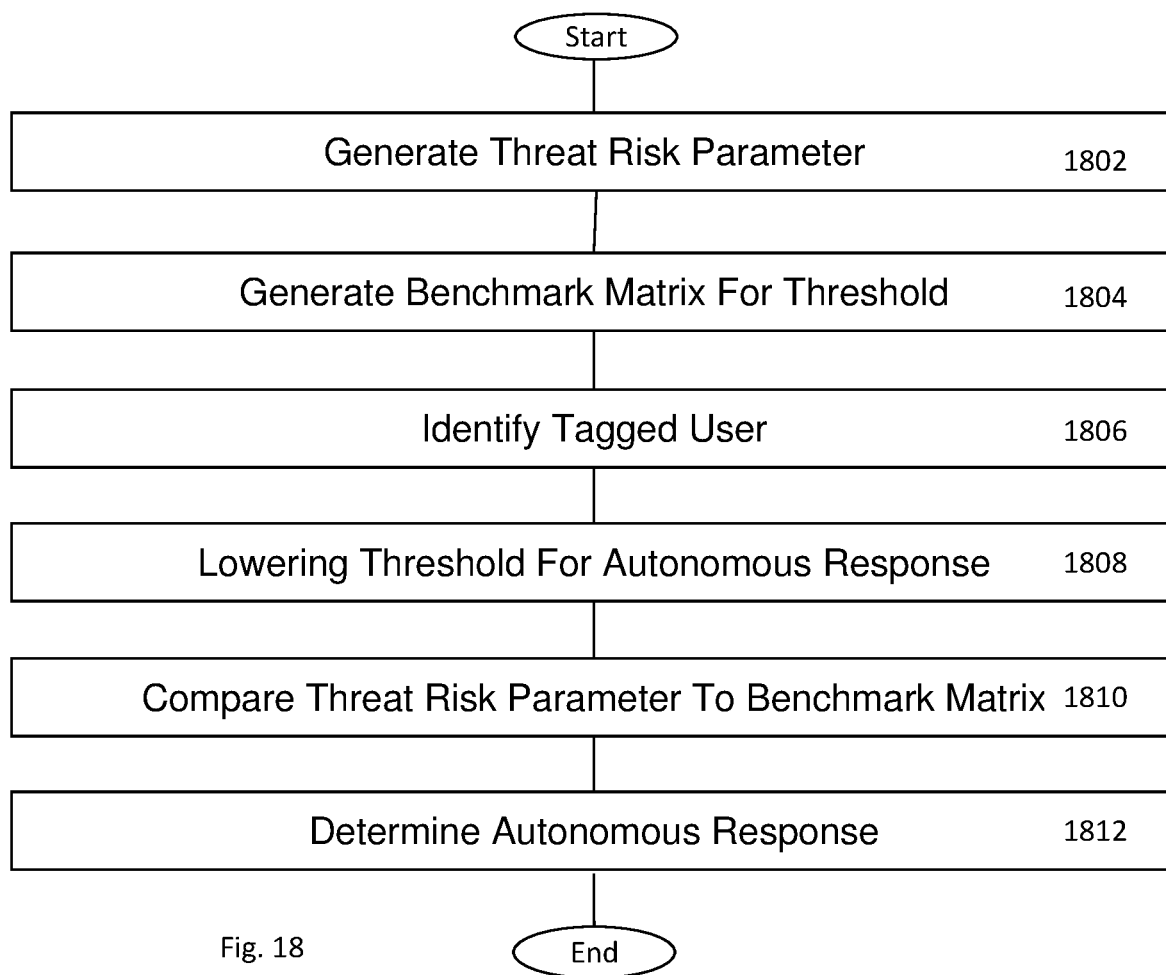 Start
Generate Threat Risk Parameter 1802
Generate Benchmark Matrix For Threshold 1804
Identify Tagged User 1806
Lowering Threshold For Autonomous Response 1808
Compare Threat Risk Parameter To Benchmark Matrix 1810
Determine Autonomous Response 1812
Fig. 18 End